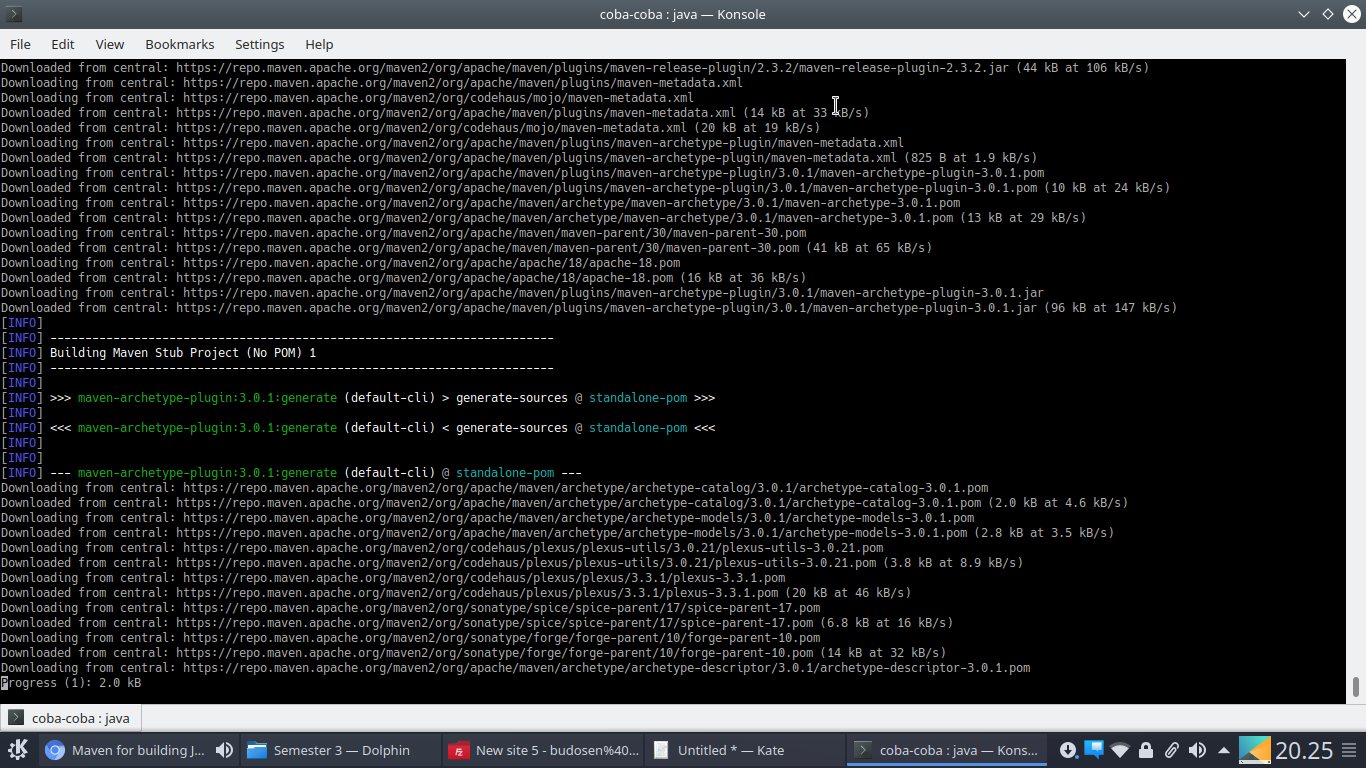 coba-coba : java — Konsole
File Edit View Bookmarks Settings Help
Downloaded from central: https://repo.maven.apache.org/maven2/org/apache/maven/plugins/maven-release-plugin/2.3.2/maven-release-plugin-2.3.2.jar (44 kB at 106 kB/s)
Downloading from central: https://repo.maven.apache.org/maven2/org/apache/maven/plugins/maven-metadata.xml
Downloading from central: https://repo.maven.apache.org/maven2/org/codehaus/mojo/maven-metadata.xml
Downloaded from central: https://repo.maven.apache.org/maven2/org/apache/maven/plugins/maven-metadata.xml (14 kB at 33 kB/s)
Downloaded from central: https://repo.maven.apache.org/maven2/org/codehaus/mojo/maven-metadata.xml (20 kB at 19 kB/s)
Downloading from central: https://repo.maven.apache.org/maven2/org/apache/maven/plugins/maven-archetype-plugin/maven-metadata.xml
Downloaded from central: https://repo.maven.apache.org/maven2/org/apache/maven/plugins/maven-archetype-plugin/maven-metadata.xml (825 B at 1.9 kB/s)
Downloading from central: https://repo.maven.apache.org/maven2/org/apache/maven/plugins/maven-archetype-plugin/3.0.1/maven-archetype-plugin-3.0.1.pom
Downloaded from central: https://repo.maven.apache.org/maven2/org/apache/maven/plugins/maven-archetype-plugin/3.0.1/maven-archetype-plugin-3.0.1.pom (10 kB at 24 kB/s)
Downloading from central: https://repo.maven.apache.org/maven2/org/apache/maven/archetype/maven-archetype/3.0.1/maven-archetype-3.0.1.pom
Downloaded from central: https://repo.maven.apache.org/maven2/org/apache/maven/archetype/maven-archetype/3.0.1/maven-archetype-3.0.1.pom (13 kB at 29 kB/s)
Downloading from central: https://repo.maven.apache.org/maven2/org/apache/maven/maven-parent/30/maven-parent-30.pom
Downloaded from central: https://repo.maven.apache.org/maven2/org/apache/maven/maven-parent/30/maven-parent-30.pom (41 kB at 65 kB/s)
Downloading from central: https://repo.maven.apache.org/maven2/org/apache/apache/18/apache-18.pom
Downloaded from central: https://repo.maven.apache.org/maven2/org/apache/apache/18/apache-18.pom (16 kB at 36 kB/s)
Downloading from central: https://repo.maven.apache.org/maven2/org/apache/maven/plugins/maven-archetype-plugin/3.0.1/maven-archetype-plugin-3.0.1.jar
Downloaded from central: https://repo.maven.apache.org/maven2/org/apache/maven/plugins/maven-archetype-plugin/3.0.1/maven-archetype-plugin-3.0.1.jar (96 kB at 147 kB/s)
[INFO]
[INFO] ------------------------------------------------------------------------
[INFO] Building Maven Stub Project (No POM) 1
[INFO] ------------------------------------------------------------------------
[INFO]
[INFO] >>> maven-archetype-plugin:3.0.1:generate (default-cli) > generate-sources @ standalone-pom >>>
[INFO]
[INFO] <<< maven-archetype-plugin:3.0.1:generate (default-cli) < generate-sources @ standalone-pom <<<
[INFO]
[INFO]
[INFO] --- maven-archetype-plugin:3.0.1:generate (default-cli) @ standalone-pom ---
Downloading from central: https://repo.maven.apache.org/maven2/org/apache/maven/archetype/archetype-catalog/3.0.1/archetype-catalog-3.0.1.pom
Downloaded from central: https://repo.maven.apache.org/maven2/org/apache/maven/archetype/archetype-catalog/3.0.1/archetype-catalog-3.0.1.pom (2.0 kB at 4.6 kB/s)
Downloading from central: https://repo.maven.apache.org/maven2/org/apache/maven/archetype/archetype-models/3.0.1/archetype-models-3.0.1.pom
Downloaded from central: https://repo.maven.apache.org/maven2/org/apache/maven/archetype/archetype-models/3.0.1/archetype-models-3.0.1.pom (2.8 kB at 3.5 kB/s)
Downloading from central: https://repo.maven.apache.org/maven2/org/codehaus/plexus/plexus-utils/3.0.21/plexus-utils-3.0.21.pom
Downloaded from central: https://repo.maven.apache.org/maven2/org/codehaus/plexus/plexus-utils/3.0.21/plexus-utils-3.0.21.pom (3.8 kB at 8.9 kB/s)
Downloading from central: https://repo.maven.apache.org/maven2/org/codehaus/plexus/plexus/3.3.1/plexus-3.3.1.pom
Downloaded from central: https://repo.maven.apache.org/maven2/org/codehaus/plexus/plexus/3.3.1/plexus-3.3.1.pom (20 kB at 46 kB/s)
Downloading from central: https://repo.maven.apache.org/maven2/org/sonatype/spice/spice-parent/17/spice-parent-17.pom
Downloaded from central: https://repo.maven.apache.org/maven2/org/sonatype/spice/spice-parent/17/spice-parent-17.pom (6.8 kB at 16 kB/s)
Downloading from central: https://repo.maven.apache.org/maven2/org/sonatype/forge/forge-parent/10/forge-parent-10.pom
Downloaded from central: https://repo.maven.apache.org/maven2/org/sonatype/forge/forge-parent/10/forge-parent-10.pom (14 kB at 32 kB/s)
Downloading from central: https://repo.maven.apache.org/maven2/org/apache/maven/archetype/archetype-descriptor/3.0.1/archetype-descriptor-3.0.1.pom
Progress (1): 2.0 kB
coba-coba : java
Maven for building J... Semester 3 — Dolphin New site 5 - budosen%40... Untitled * — Kate coba-coba : java — Kons... 20.25